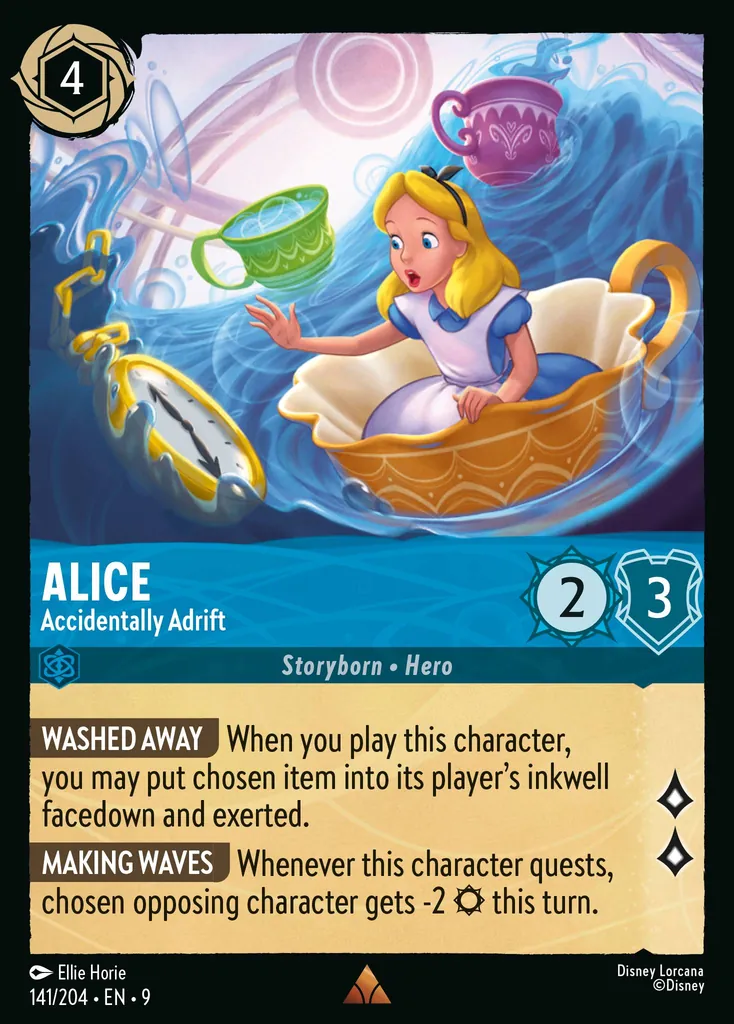 4
ALICE
Accidentally Adrift
2
3
Storyborn • Hero
WASHED AWAY When you play this character,
you may put chosen item into its player's inkwell
facedown and exerted.
MAKING WAVES Whenever this character quests,
chosen opposing character gets -2 this turn.
Ellie Horie
141/204 • EN • 9
Disney Lorcana
©Disney